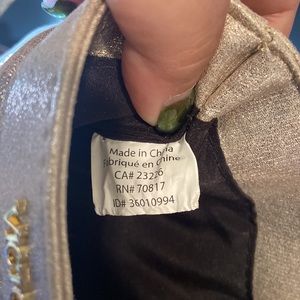 Made in China
Fabriqué en Chine
CA# 23226
RN# 70817
ID# 36010994